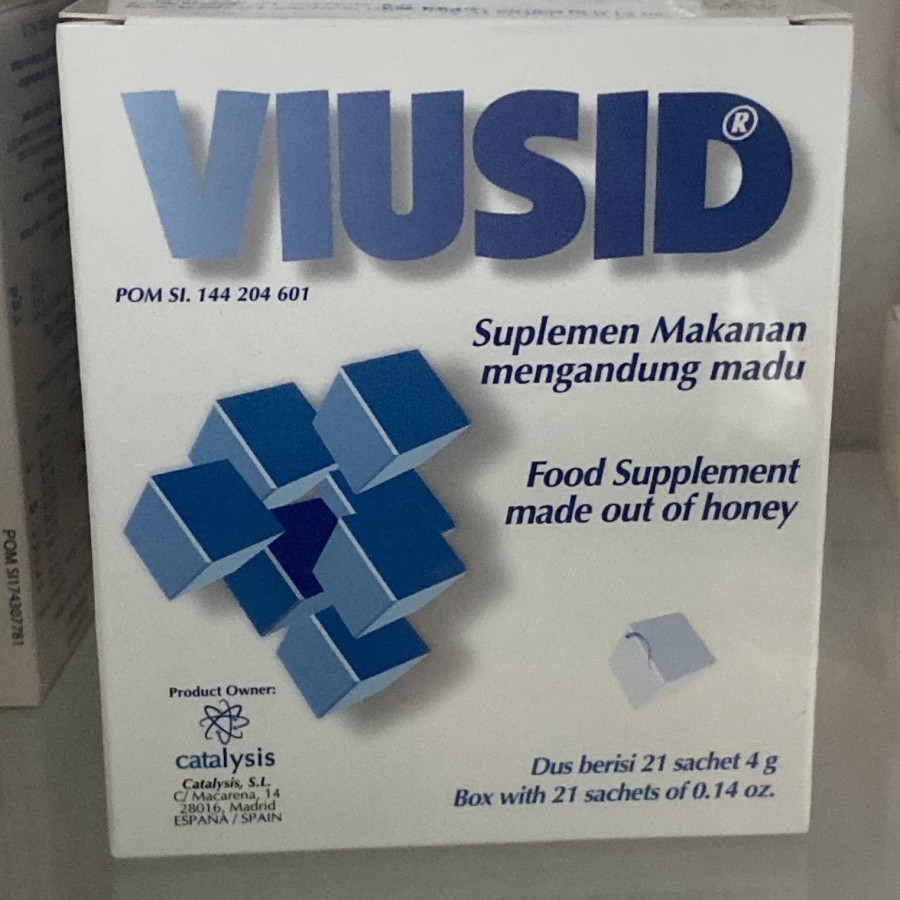 VIUSID®
POM SI. 144 204 601
Suplemen Makanan
mengandung madu
Food Supplement
made out of honey
Product Owner:
catalysis
Catalysis, S.L.
C/ Macarena, 14
28016, Madrid
ESPAÑA / SPAIN
Dus berisi 21 sachet 4 g
Box with 21 sachets of 0.14 oz.
POM SI174307781